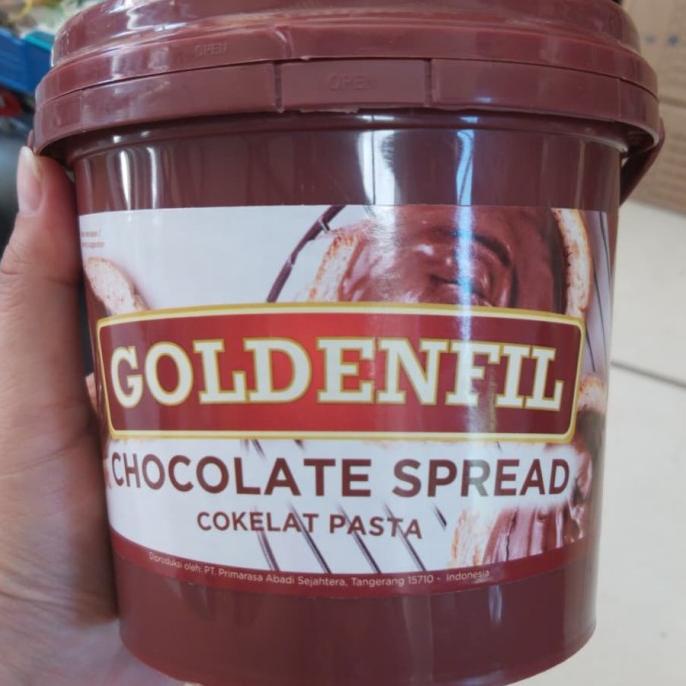 OPEN
OPEN
GOLDENFIL
CHOCOLATE SPREAD
COKELAT PASTA
Diproduksi oleh: PT. Primarasa Abadi Sejahtera, Tangerang 15710 - Indonesia